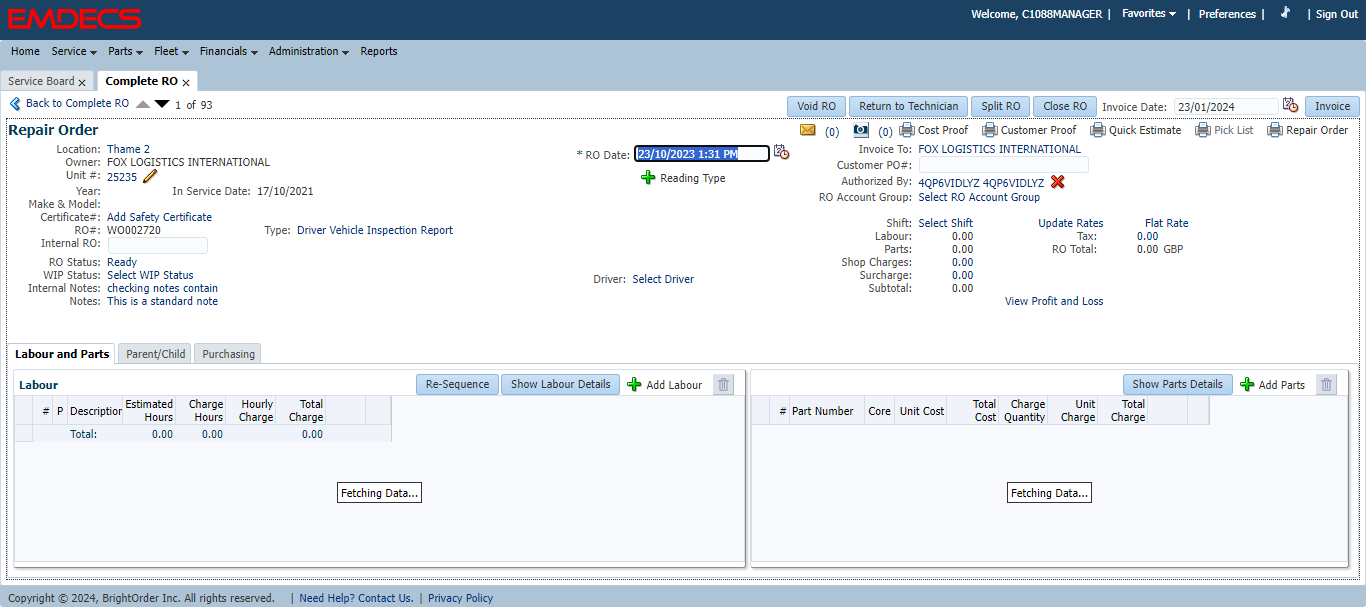 EMDECS
Welcome, C1088MANAGER | Favorites | Preferences | | Sign Out
Home Service Parts Fleet Financials Administration Reports
Service Board x Complete RO x
Back to Complete RO 1 of 93
Void RO Return to Technician Split RO Close RO Invoice Date: 23/01/2024 Invoice
Repair Order
(0) (0) Cost Proof Customer Proof Quick Estimate Pick List Repair Order
Location: Thame 2
Owner: FOX LOGISTICS INTERNATIONAL
Unit #: 25235
Year: In Service Date: 17/10/2021
Make & Model:
Certificate#: Add Safety Certificate
RO#: WO002720 Type: Driver Vehicle Inspection Report
Internal RO:
RO Status: Ready
WIP Status: Select WIP Status
Internal Notes: checking notes contain
Notes: This is a standard note
* RO Date: 23/10/2023 1:31 PM
Reading Type
Driver: Select Driver
Invoice To: FOX LOGISTICS INTERNATIONAL
Customer PO#:
Authorized By: 4QP6VIDLYZ 4QP6VIDLYZ
RO Account Group: Select RO Account Group
Shift: Select Shift Update Rates Flat Rate
Labour: 0.00 Tax: 0.00
Parts: 0.00 RO Total: 0.00 GBP
Shop Charges: 0.00
Surcharge: 0.00
Subtotal: 0.00
View Profit and Loss
Labour and Parts Parent/Child Purchasing
Labour Re-Sequence Show Labour Details Add Labour
# P Description Estimated Hours Charge Hours Hourly Charge Total Charge
Total: 0.00 0.00 0.00
Fetching Data...
Show Parts Details Add Parts
# Part Number Core Unit Cost Total Cost Charge Quantity Unit Charge Total Charge
Fetching Data...
Copyright © 2024, BrightOrder Inc. All rights reserved. | Need Help? Contact Us. | Privacy Policy